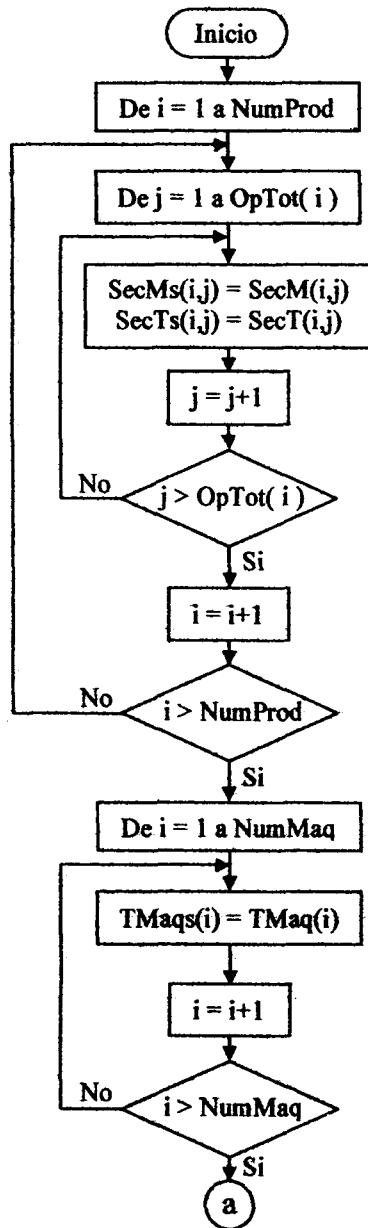 Inicio
De i = 1 a NumProd
De j = 1 a OpTot( i )
SecMs(i,j) = SecM(i,j)
SecTs(i,j) = SecT(i,j)
j = j+1
No
j > OpTot( i )
Si
i = i+1
No
i > NumProd
Si
De i = 1 a NumMaq
TMaqs(i) = TMaq(i)
i = i+1
No
i > NumMaq
Si
a